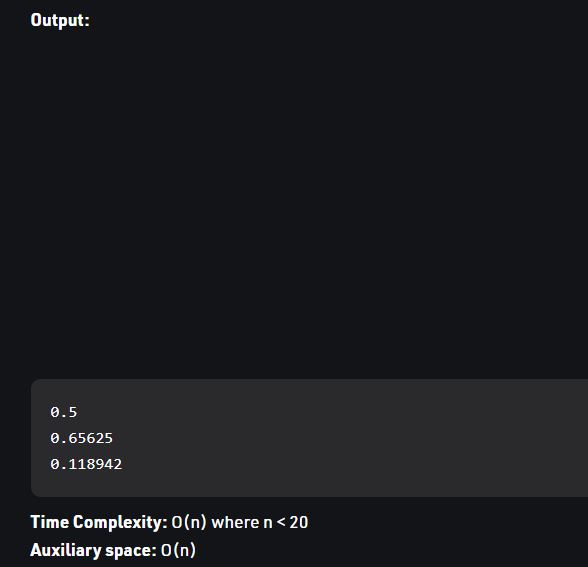 Output:
0.5
0.65625
0.118942
Time Complexity: O(n) where n < 20
Auxiliary space: O(n)